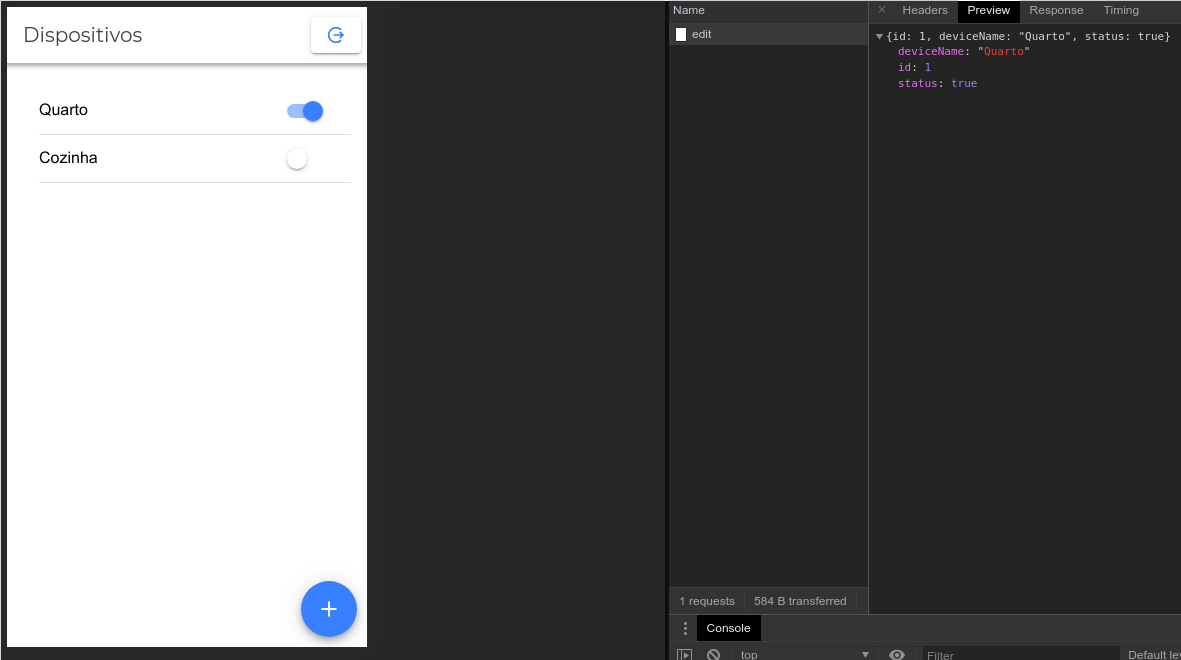 Dispositivos
Quarto
Cozinha
Name
edit
1 requests 584 B transferred
× Headers Preview Response Timing
{id: 1, deviceName: "Quarto", status: true}
deviceName: "Quarto"
id: 1
status: true
Console
top Filter Default